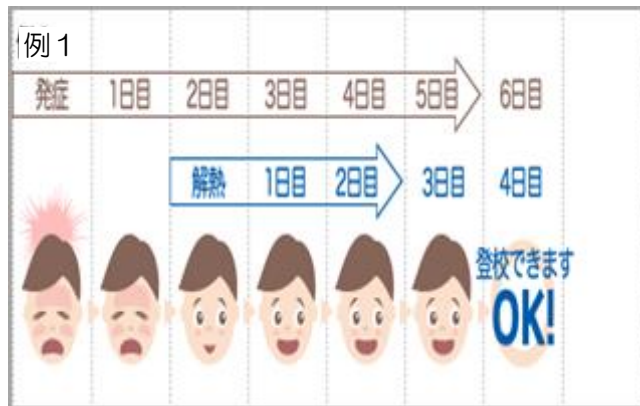 例１
発症 1日目 2日目 3日目 4日目 5日目 6日目
解熱 1日目 2日目 3日目 4日目
登校できます
OK!